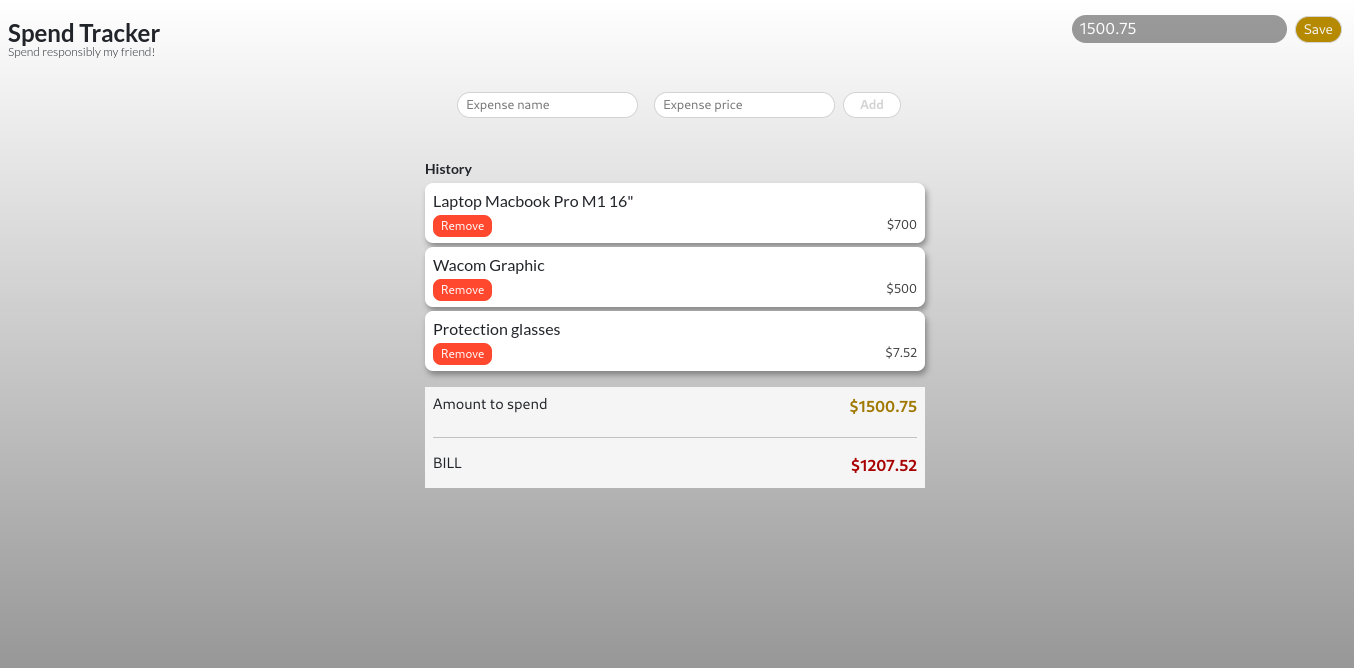 Spend Tracker
Spend responsibly my friend!
1500.75
Save
Expense name
Expense price
Add
History
Laptop Macbook Pro M1 16"
Remove
$700
Wacom Graphic
Remove
$500
Protection glasses
Remove
$7.52
Amount to spend
$1500.75
BILL
$1207.52